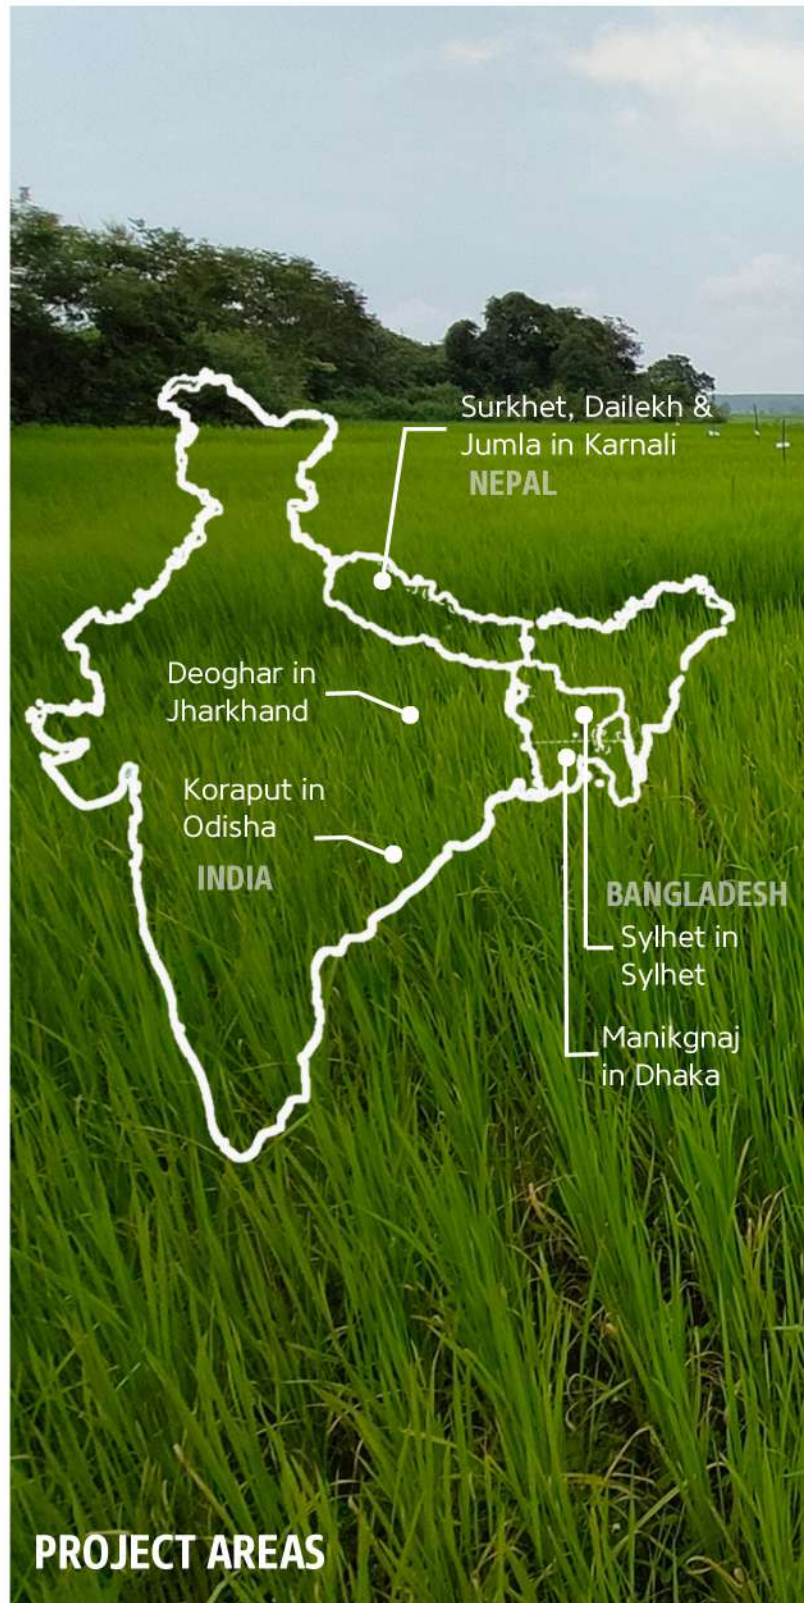 Surkhet, Dailekh &
Jumla in Karnali
NEPAL
Deoghar in
Jharkhand
Koraput in
Odisha
INDIA
BANGLADESH
Sylhet in
Sylhet
Manikgnaj
in Dhaka
PROJECT AREAS